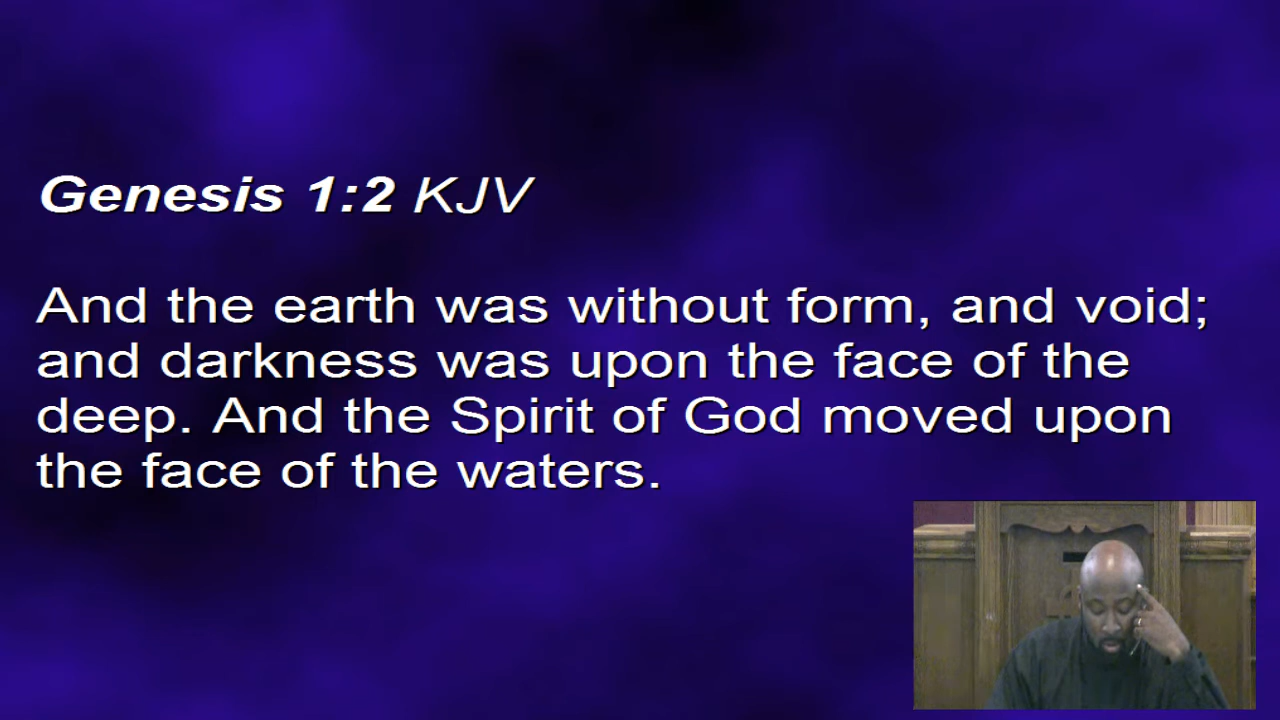 Genesis 1:2 KJV
And the earth was without form, and void;
and darkness was upon the face of the
deep. And the Spirit of God moved upon
the face of the waters.